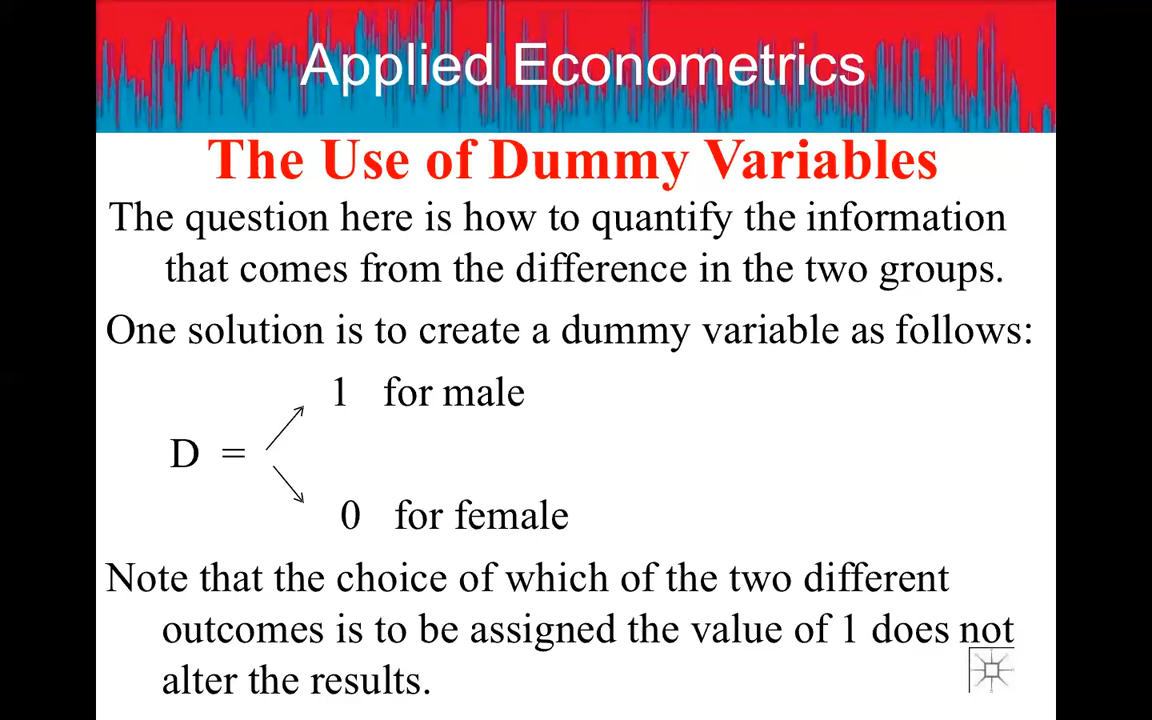 Applied Econometrics
The Use of Dummy Variables
The question here is how to quantify the information
that comes from the difference in the two groups.
One solution is to create a dummy variable as follows:
1 for male
D =
0 for female
Note that the choice of which of the two different
outcomes is to be assigned the value of 1 does not
alter the results.